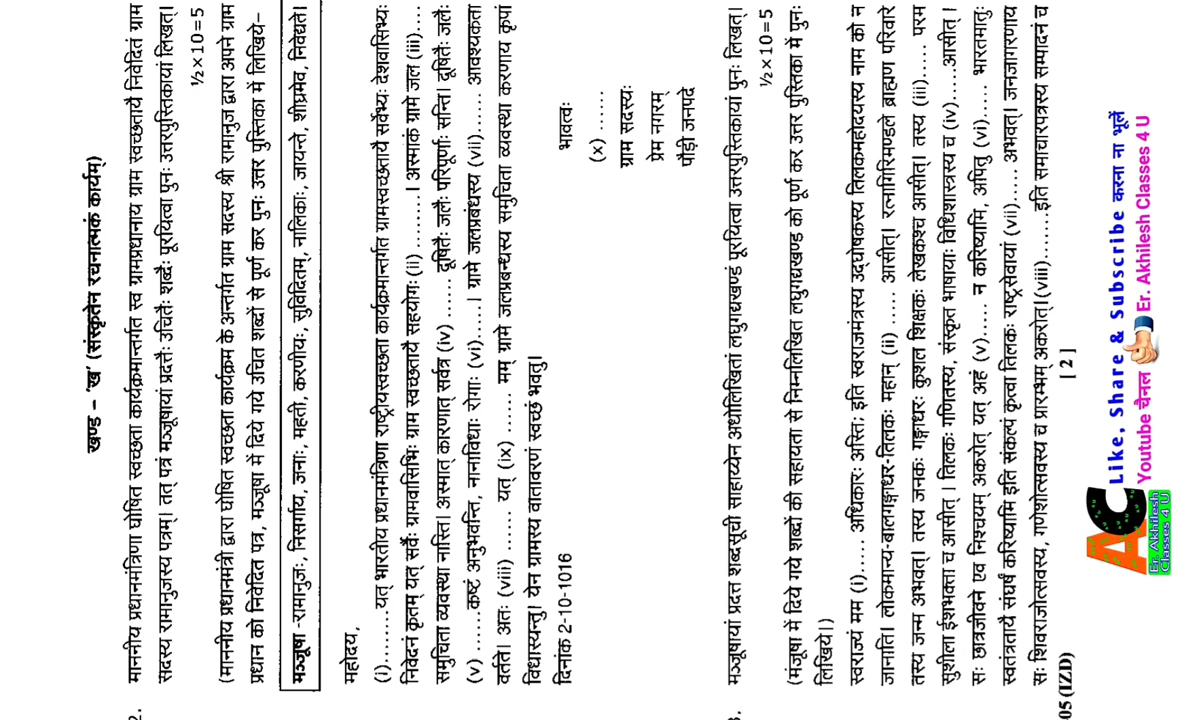 खण्ड – 'ख' (संस्कृतेन रचनात्मकं कार्यम्)
2. माननीय प्रधानमंत्रिणा घोषित स्वच्छता कार्यक्रमान्तर्गत स्व ग्रामप्रधानाय ग्राम स्वच्छतायै निवेदितं ग्राम
सदस्य रामानुजस्य पत्रम्। तत् पत्रं मञ्जूषायां प्रदत्तैः उचितैः शब्दैः पूरयित्वा पुनः उत्तरपुस्तिकायां लिखत्।
½×10=5
(माननीय प्रधानमंत्री द्वारा घोषित स्वच्छता कार्यक्रम के अन्तर्गत ग्राम सदस्य श्री रामानुज द्वारा अपने ग्राम
प्रधान को निवेदित पत्र, मञ्जूषा में दिये गये उचित शब्दों से पूर्ण कर पुनः उत्तर पुस्तिका में लिखिये–
मञ्जूषा -रामानुजः, निसर्गाय, जनाः, महती, करणीयः, सुविदितम्, नालिकाः, जायन्ते, शीघ्रमेव, निवेद्यते।
महोदय,
(i)………यत् भारतीय प्रधानमंत्रिणा राष्ट्रीयस्वच्छता कार्यक्रमान्तर्गत ग्रामस्वच्छतायै सर्वेभ्यः देशवासिभ्यः
निवेदनं कृतम् यत् सर्वैः ग्रामवासिभिः ग्राम स्वच्छतायै सहयोगः (ii) ………। अस्माकं ग्रामे जल (iii)….
समुचिता व्यवस्था नास्ति। अस्मात् कारणात् सर्वत्र (iv) …… दूषितैः जलैः परिपूर्णाः सन्ति। दूषितैः जलैः
(v) ……कष्टं अनुभवन्ति, नानाविधाः रोगाः (vi)…..। ग्रामे जलप्रबंधस्य (vii)…… आवश्यकता
वर्तते। अतः (viii) …… यत् (ix) …… मम् ग्रामे जलप्रबन्धस्य समुचिता व्यवस्था करणाय कृपां
विधास्यन्तु। येन ग्रामस्य वातावरणं स्वच्छं भवतु।
दिनांक 2-10-1016
भावत्वः
(x) ……
ग्राम सदस्यः
प्रेम नगरम्
पौड़ी जनपदे
3. मञ्जूषायां प्रदत्त शब्दसूची साहाय्येन अधोलिखितां लघुगद्यखण्डं पूरयित्वा उत्तरपुस्तिकायां पुनः लिखत्।
½×10=5
(मंजूषा में दिये गये शब्दों की सहायता से निम्नलिखित लघुगद्यखण्ड को पूर्ण कर उत्तर पुस्तिका में पुनः
लिखिये।)
स्वराज्यं मम (i)…… अधिकारः अस्ति; इति स्वराजमंत्रस्य उद्घोषकस्य तिलकमहोदयस्य नाम को न
जानाति। लोकमान्य-बालगङ्गाधर-तिलकः महान् (ii) …… आसीत्। रत्नागिरिमण्डले ब्राह्मण परिवारे
तस्य जन्म अभवत्। तस्य जनकः गङ्गाधरः कुशल शिक्षकः लेखकश्च आसीत्। तस्य (iii)….. परम
सुशीला ईशभक्ता च आसीत् । तिलकः गणितस्य, संस्कृत भाषायाः विधिशास्त्रस्य च (iv)…..आसीत् ।
सः छात्रजीवने एव निश्चयम् अकरोत् यत् अहं (v)….. न करिष्यामि, अपितु (vi)….. भारतमातुः
स्वतंत्रतायै संघर्षं करिष्यामि इति संकल्पं कृत्वा तिलकः राष्ट्रसेवायां (vii)….. अभवत्। जनजागरणाय
सः शिवराजोत्सवस्य, गणेशोत्सवस्य च प्रारम्भम् अकरोत्।(viii)…….इति समाचारपत्रस्य सम्पादनं च
05 (IZD)
[ 2 ]
AC
Er. Akhilesh
Classes 4 U
Like, Share & Subscribe करना ना भूलें
Youtube चैनल Er. Akhilesh Classes 4 U